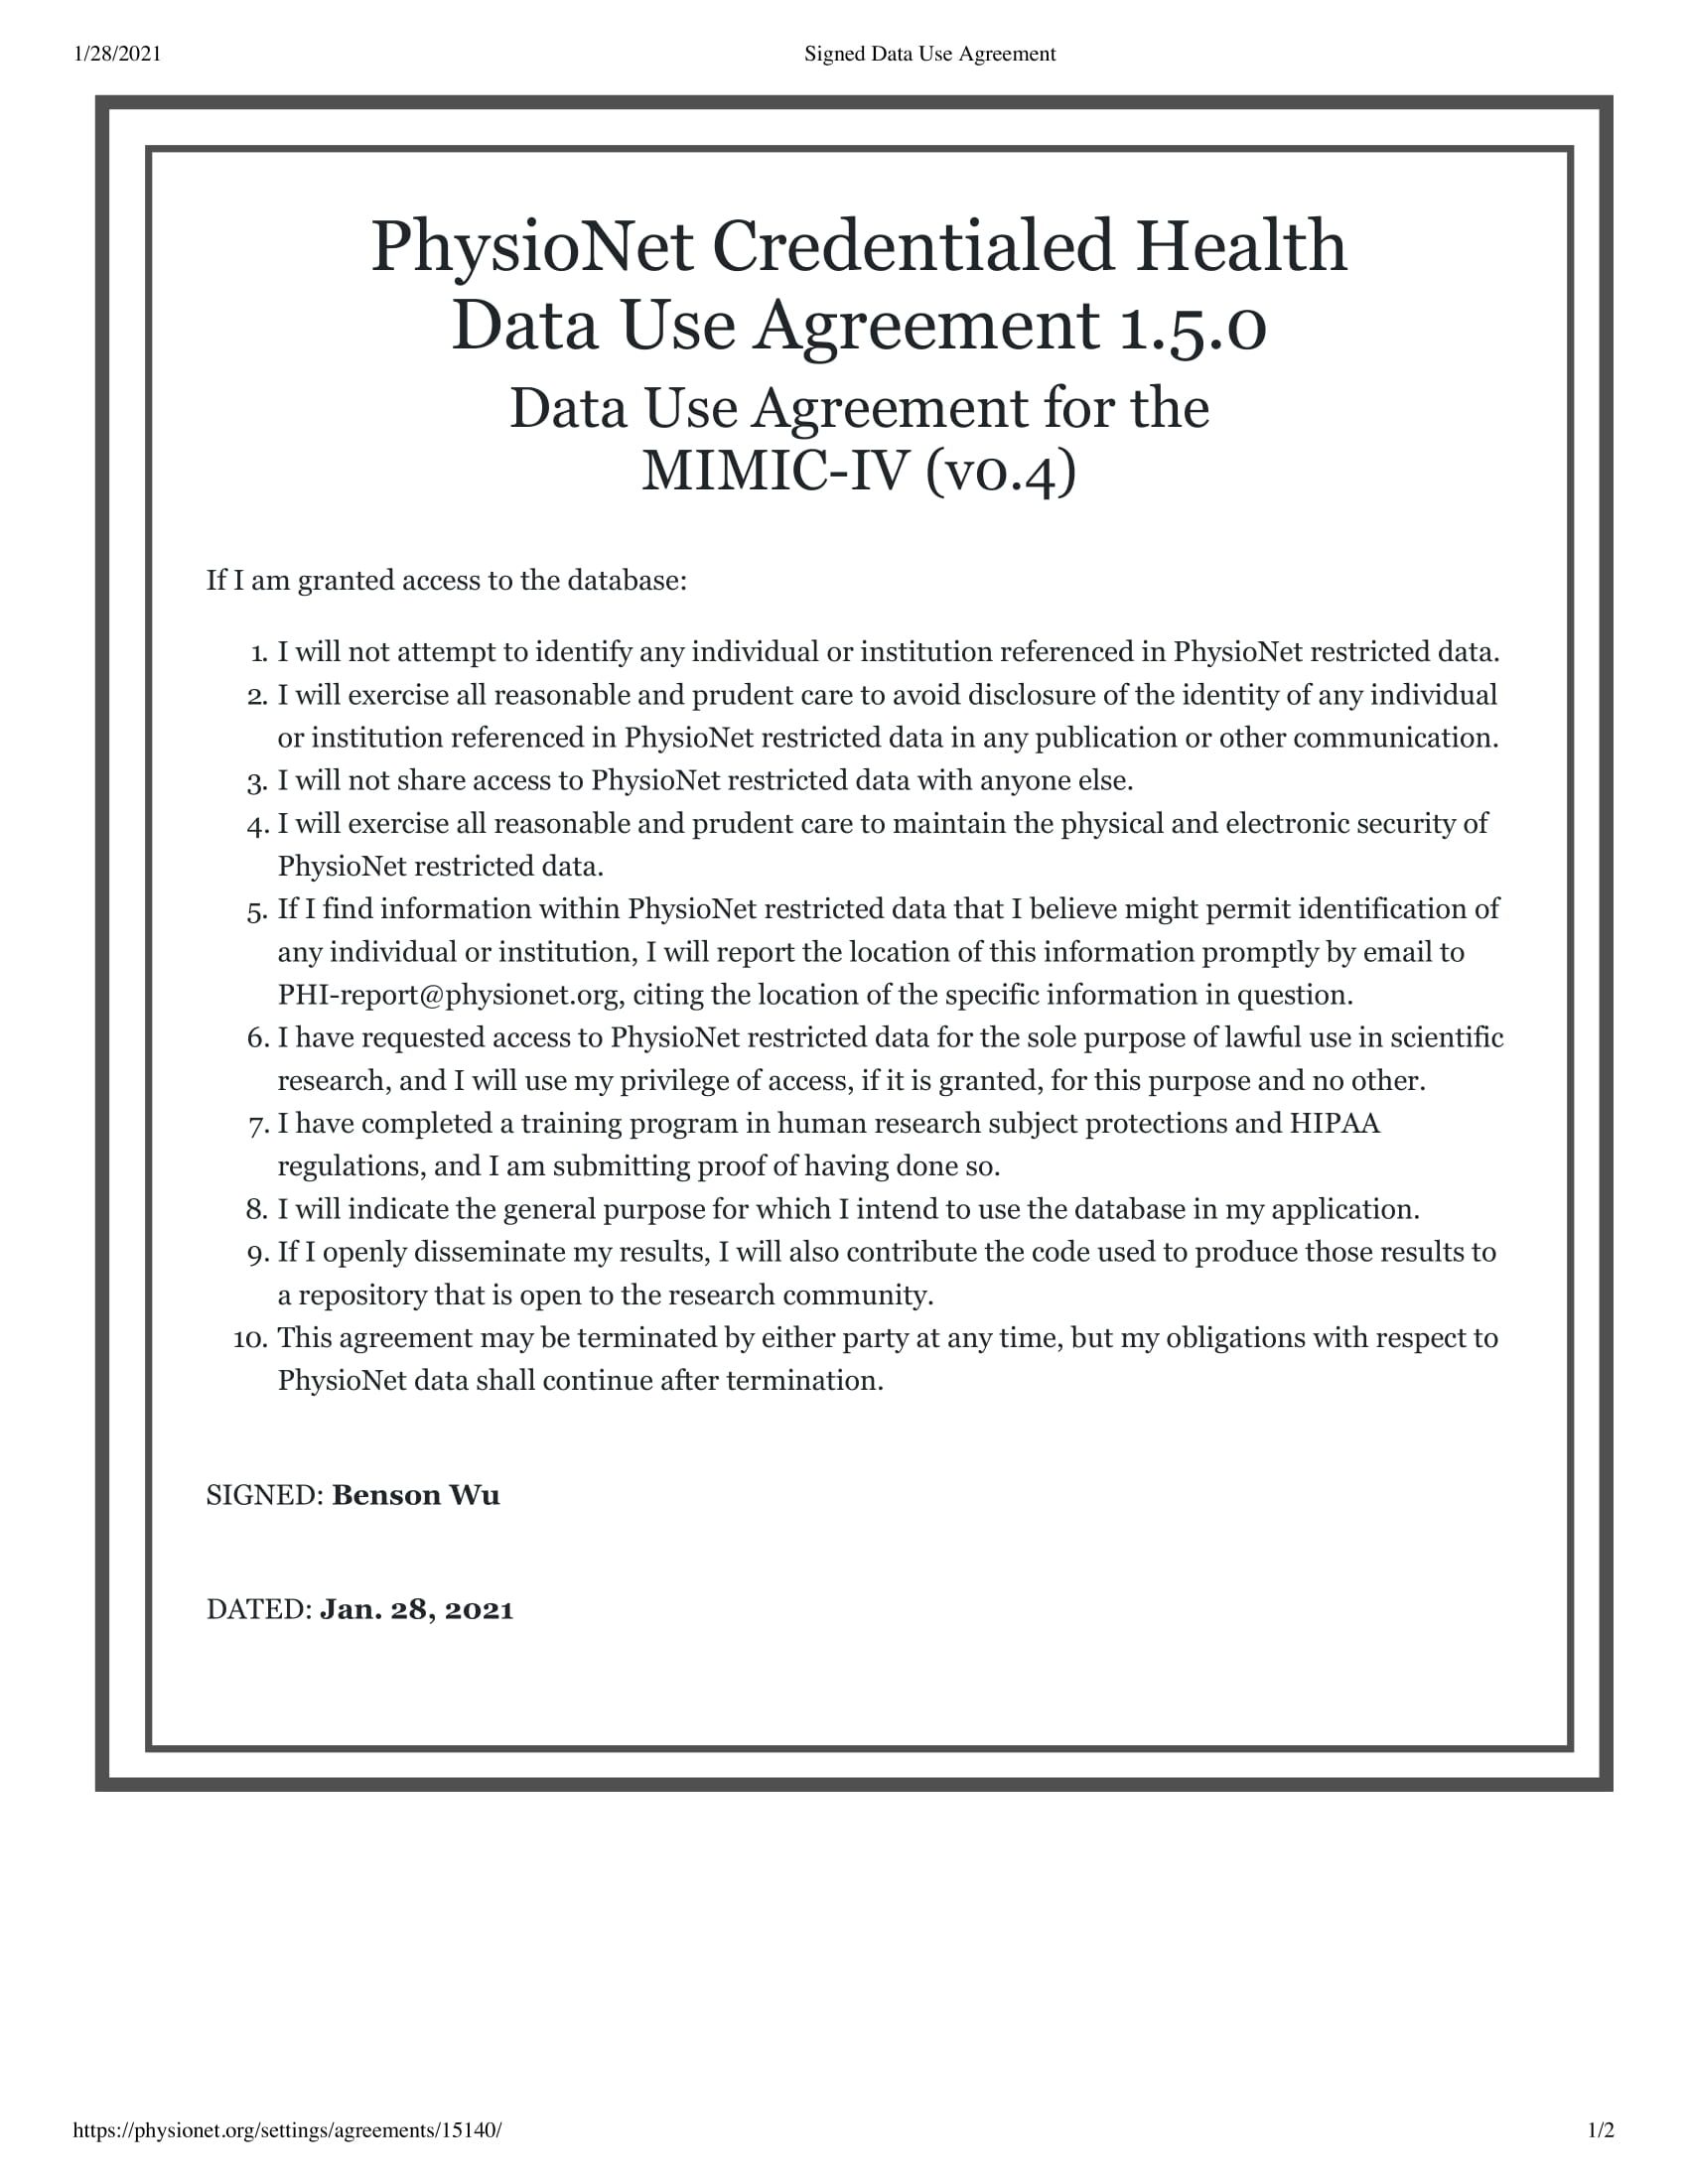 1/28/2021
Signed Data Use Agreement
PhysioNet Credentialed Health
Data Use Agreement 1.5.0
Data Use Agreement for the
MIMIC-IV (v0.4)
If I am granted access to the database:
1. I will not attempt to identify any individual or institution referenced in PhysioNet restricted data.
2. I will exercise all reasonable and prudent care to avoid disclosure of the identity of any individual
or institution referenced in PhysioNet restricted data in any publication or other communication.
3. I will not share access to PhysioNet restricted data with anyone else.
4. I will exercise all reasonable and prudent care to maintain the physical and electronic security of
PhysioNet restricted data.
5. If I find information within PhysioNet restricted data that I believe might permit identification of
any individual or institution, I will report the location of this information promptly by email to
PHI-report@physionet.org, citing the location of the specific information in question.
6. I have requested access to PhysioNet restricted data for the sole purpose of lawful use in scientific
research, and I will use my privilege of access, if it is granted, for this purpose and no other.
7. I have completed a training program in human research subject protections and HIPAA
regulations, and I am submitting proof of having done so.
8. I will indicate the general purpose for which I intend to use the database in my application.
9. If I openly disseminate my results, I will also contribute the code used to produce those results to
a repository that is open to the research community.
10. This agreement may be terminated by either party at any time, but my obligations with respect to
PhysioNet data shall continue after termination.
SIGNED: Benson Wu
DATED: Jan. 28, 2021
https://physionet.org/settings/agreements/15140/
1/2